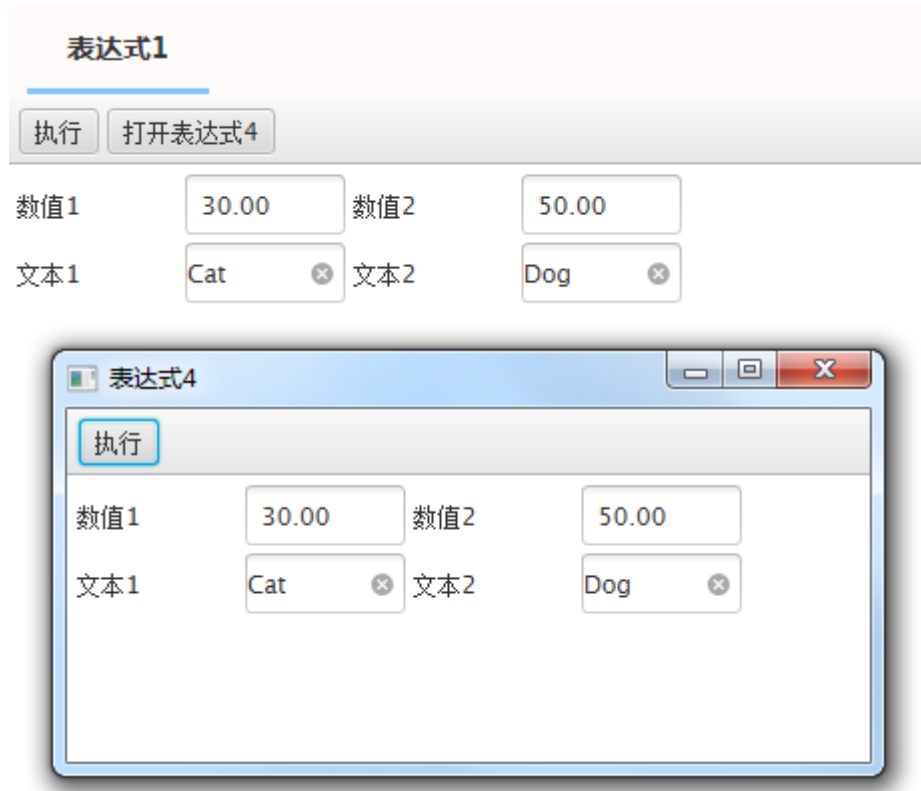 表达式1
执行 打开表达式4
数值1 30.00 数值2 50.00
文本1 Cat 文本2 Dog
表达式4
执行
数值1 30.00 数值2 50.00
文本1 Cat 文本2 Dog